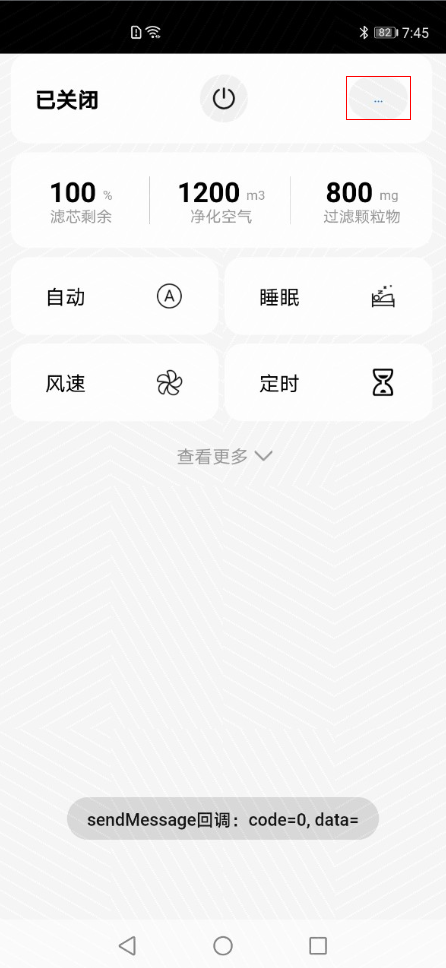 82 7:45
已关闭 ...
100 % 1200 m3 800 mg
滤芯剩余 净化空气 过滤颗粒物
自动 A 睡眠
风速 定时
查看更多
sendMessage回调：code=0, data=